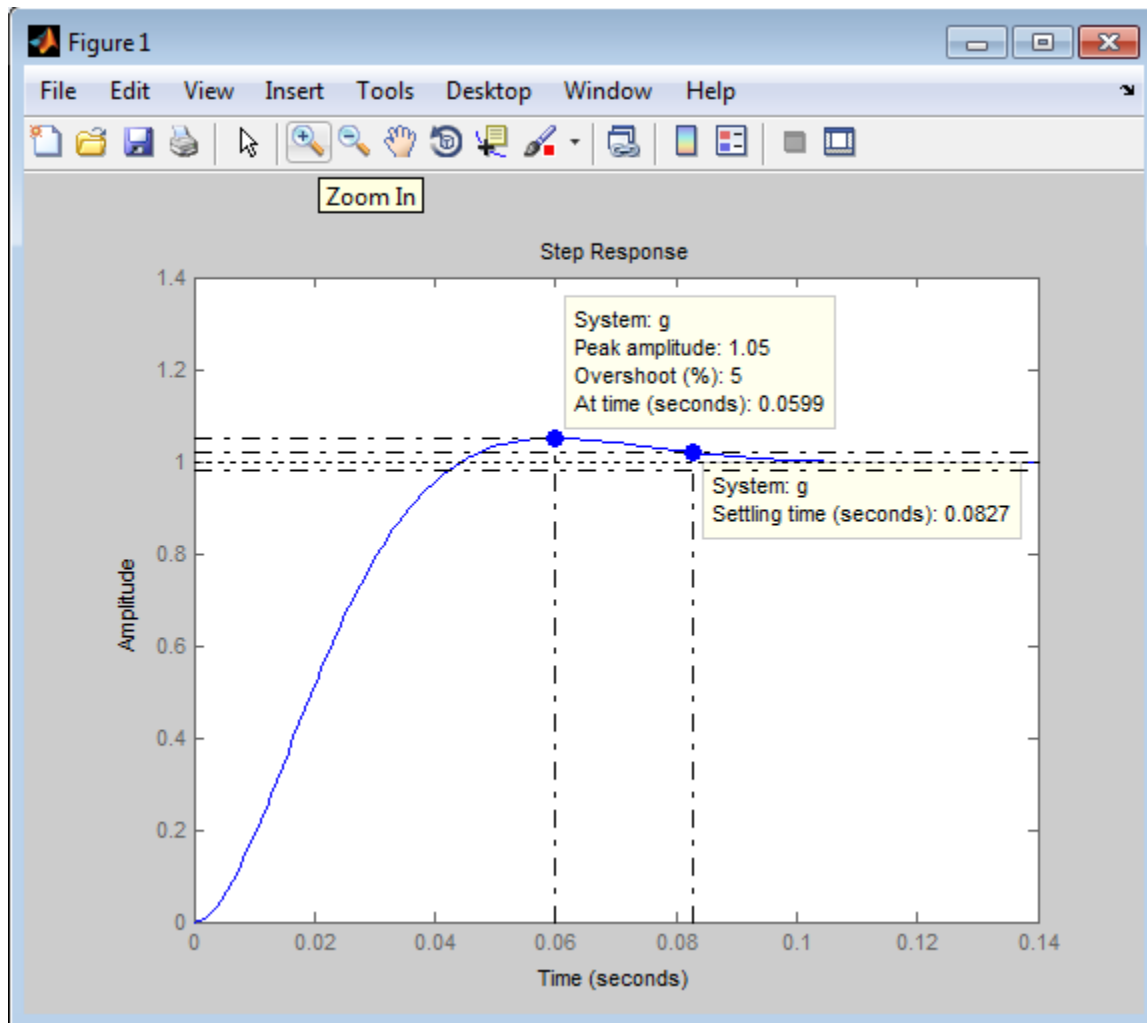 Figure 1
File Edit View Insert Tools Desktop Window Help
Zoom In
Step Response
1.4
1.2
1
0.8
0.6
0.4
0.2
0
Amplitude
System: g
Peak amplitude: 1.05
Overshoot (%): 5
At time (seconds): 0.0599
System: g
Settling time (seconds): 0.0827
0 0.02 0.04 0.06 0.08 0.1 0.12 0.14
Time (seconds)